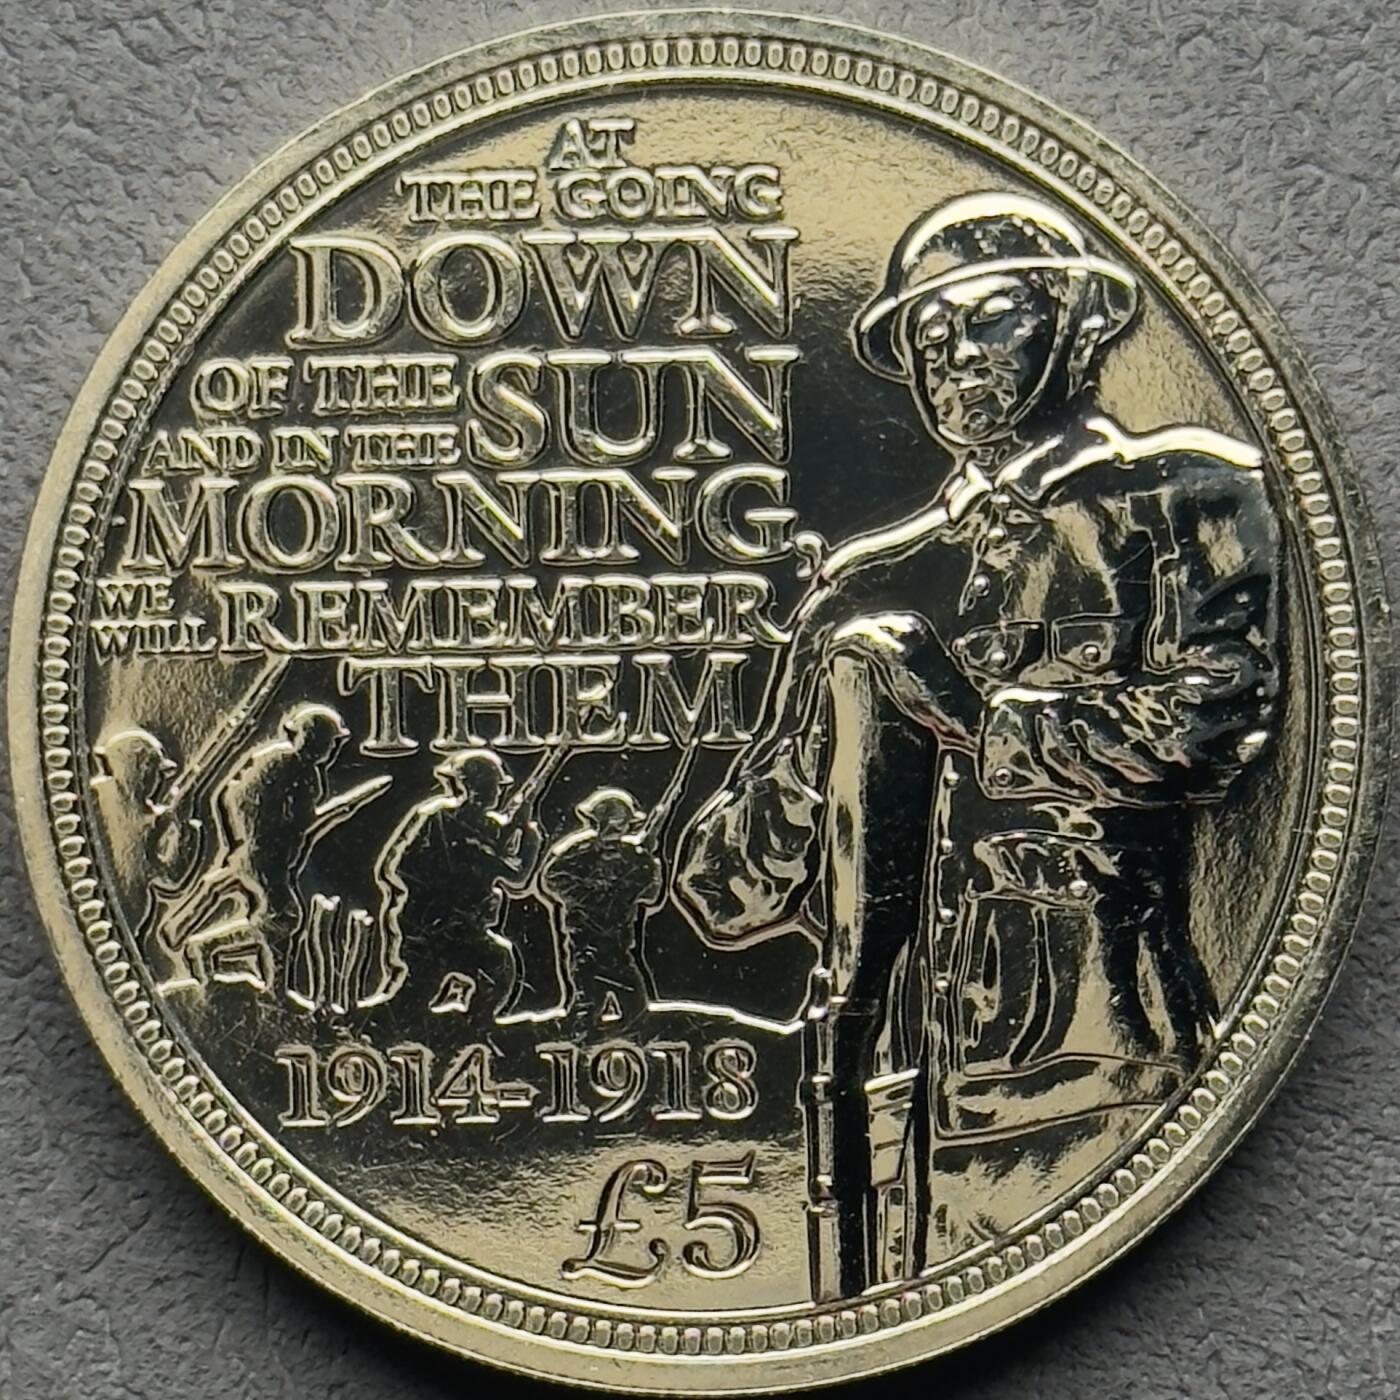 AT
THE GOING
DOWN
OF THE SUN
AND IN THE
MORNING
WE WILL REMEMBER
THEM
1914-1918
£5